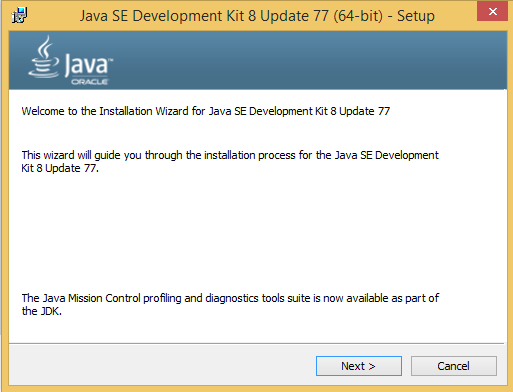 Java SE Development Kit 8 Update 77 (64-bit) - Setup
Java™
ORACLE
Welcome to the Installation Wizard for Java SE Development Kit 8 Update 77
This wizard will guide you through the installation process for the Java SE Development
Kit 8 Update 77.
The Java Mission Control profiling and diagnostics tools suite is now available as part of
the JDK.
Next >
Cancel